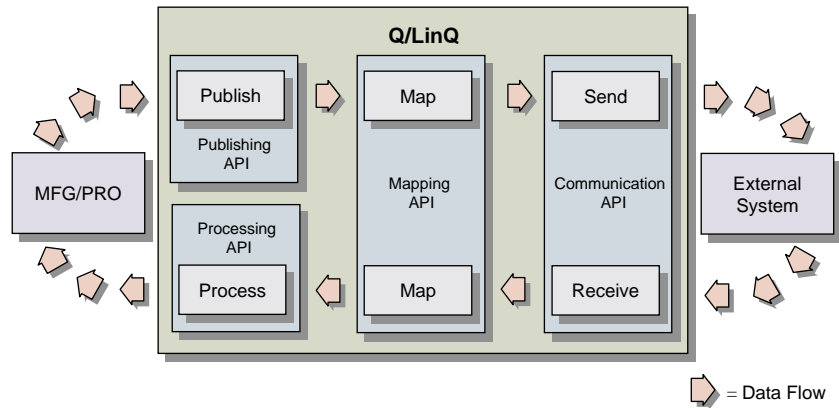 Q/LinQ
Publish
Map
Send
Publishing
API
MFG/PRO
Mapping
API
Communication
API
External
System
Processing
API
Process
Map
Receive
= Data Flow